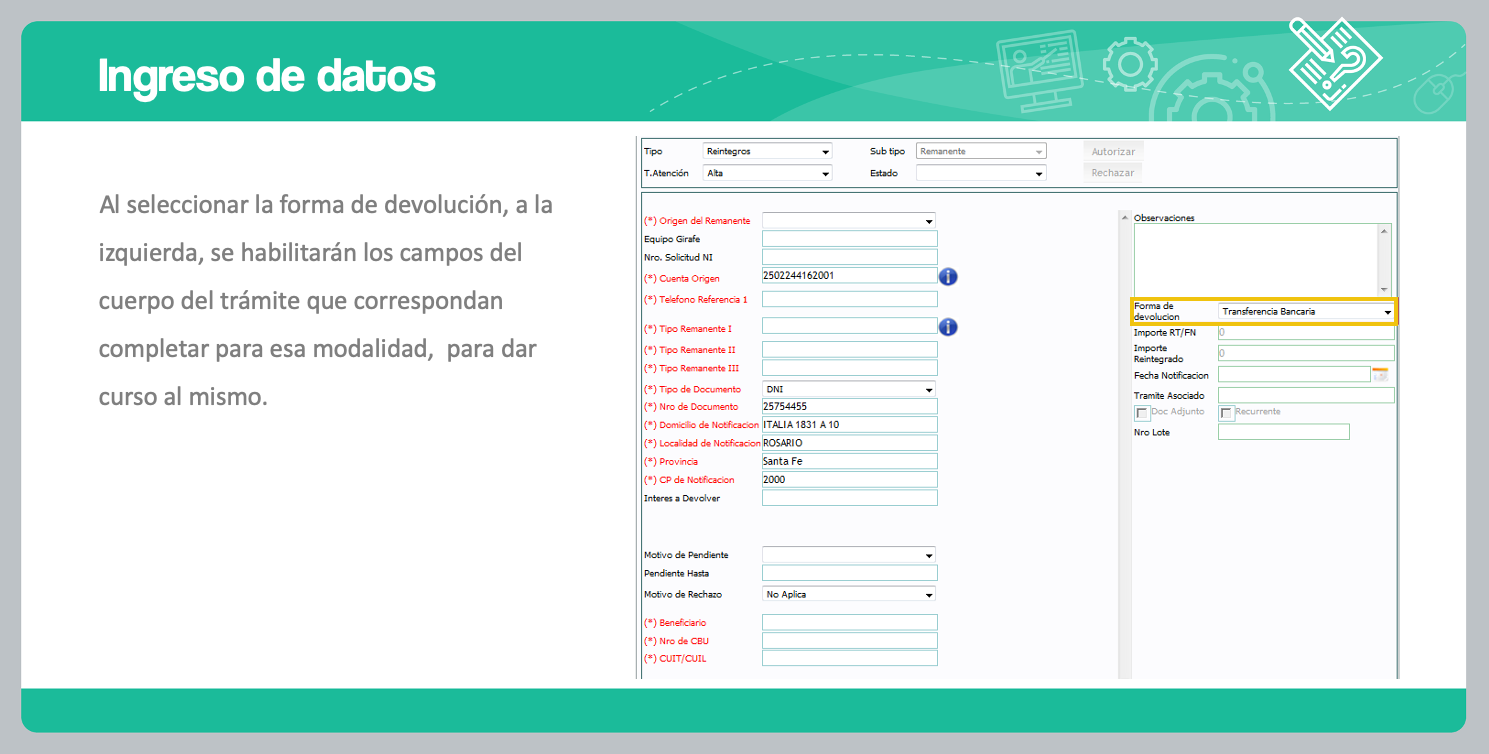 Ingreso de datos
Al seleccionar la forma de devolución, a la
izquierda, se habilitarán los campos del
cuerpo del trámite que correspondan
completar para esa modalidad,  para dar
curso al mismo.
Tipo Reintegros Sub tipo Remanente Autorizar
T.Atención Alta Estado Rechazar
(*) Origen del Remanente
Equipo Girafe
Nro. Solicitud NI
(*) Cuenta Origen 2502244162001
(*) Telefono Referencia 1
(*) Tipo Remanente I
(*) Tipo Remanente II
(*) Tipo Remanente III
(*) Tipo de Documento DNI
(*) Nro de Documento 25754455
(*) Domicilio de Notificacion ITALIA 1831 A 10
(*) Localidad de Notificacion ROSARIO
(*) Provincia Santa Fe
(*) CP de Notificacion 2000
Interes a Devolver
Motivo de Pendiente
Pendiente Hasta
Motivo de Rechazo No Aplica
(*) Beneficiario
(*) Nro de CBU
(*) CUIT/CUIL
Observaciones
Forma de
devolucion Transferencia Bancaria
Importe RT/FN 0
Importe
Reintegrado 0
Fecha Notificacion
Tramite Asociado
Doc Adjunto Recurrente
Nro Lote